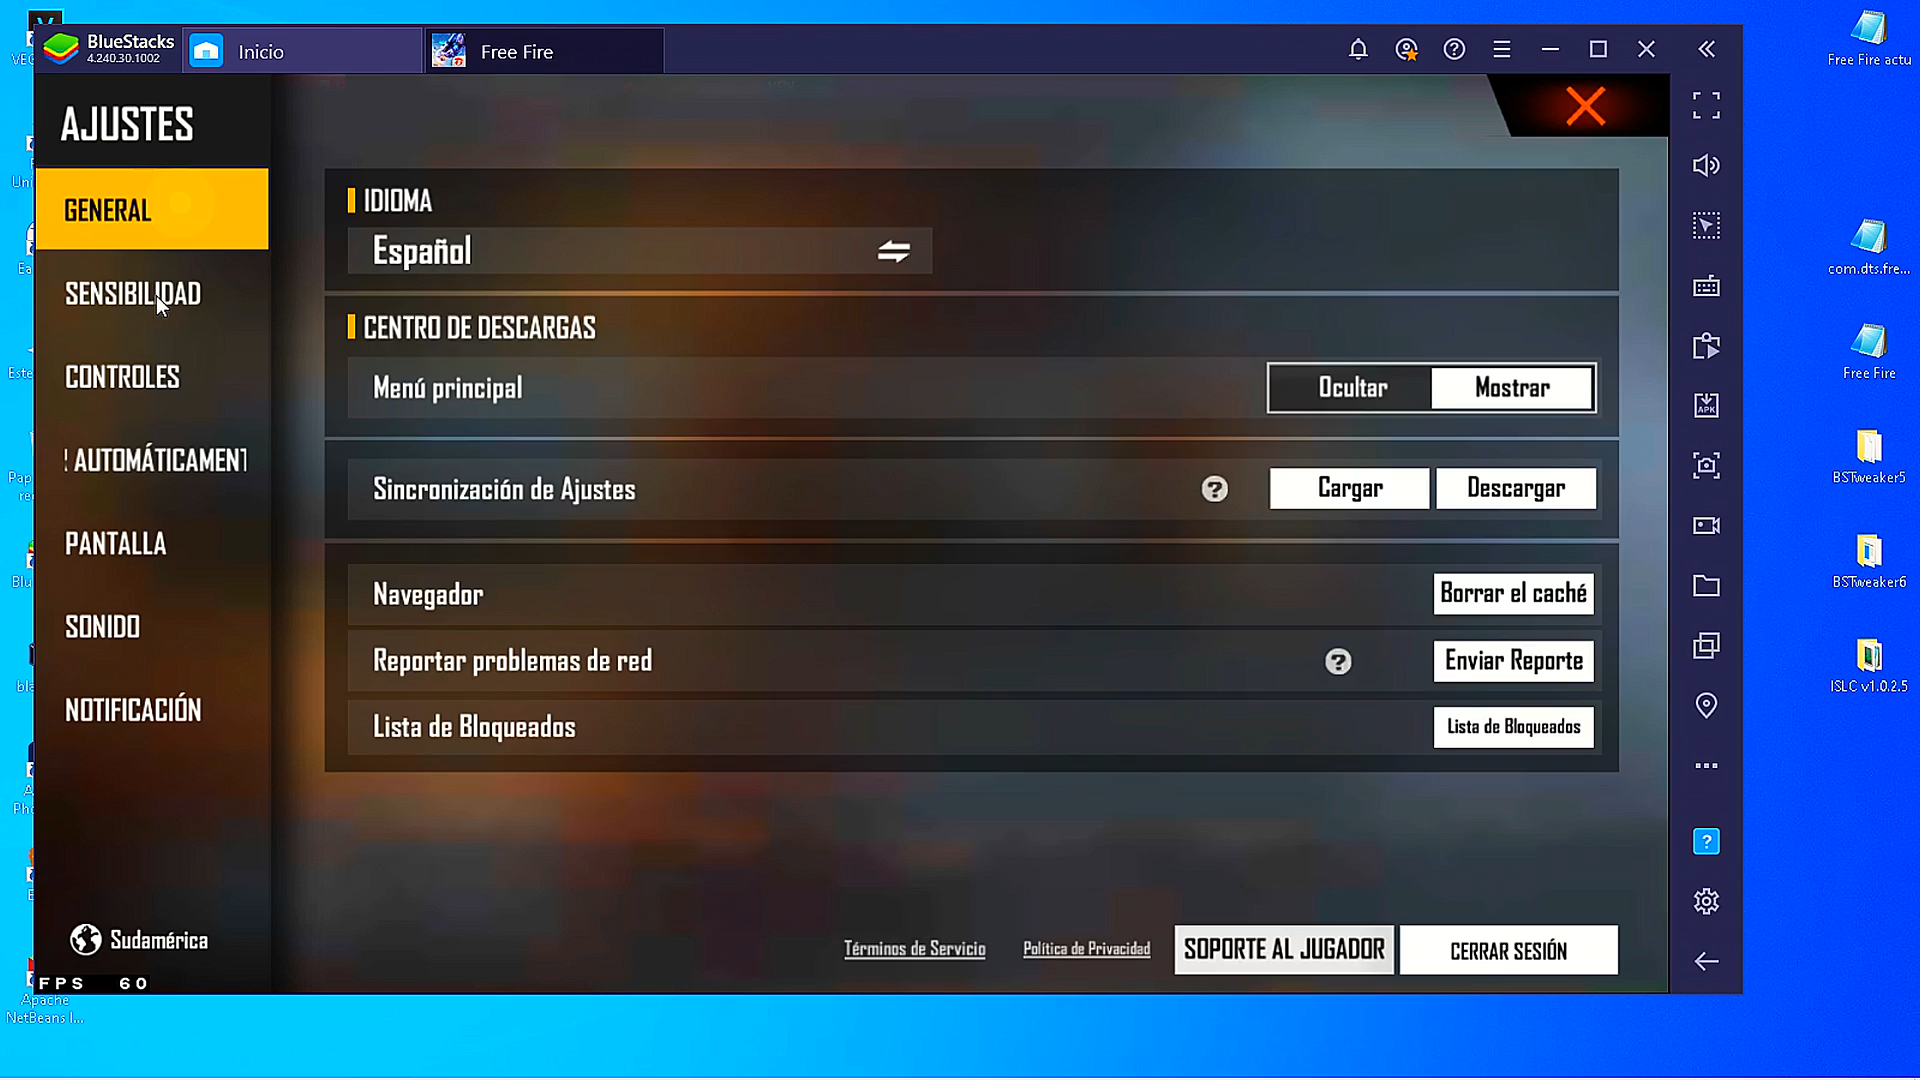 BlueStacks
4.240.30.1002
Inicio
Free Fire
AJUSTES
GENERAL
SENSIBILIDAD
CONTROLES
AUTOMÁTICAMENT
PANTALLA
SONIDO
NOTIFICACIÓN
Sudamérica
FPS 60
IDIOMA
Español
CENTRO DE DESCARGAS
Menú principal
Ocultar
Mostrar
Sincronización de Ajustes
?
Cargar
Descargar
Navegador
Borrar el caché
Reportar problemas de red
?
Enviar Reporte
Lista de Bloqueados
Lista de Bloqueados
Términos de Servicio
Política de Privacidad
SOPORTE AL JUGADOR
CERRAR SESIÓN
APK
?
Free Fire actu
com.dts.fre...
Free Fire
BSTweaker5
BSTweaker6
ISLC v1.0.2.5
Apache
NetBeans I...